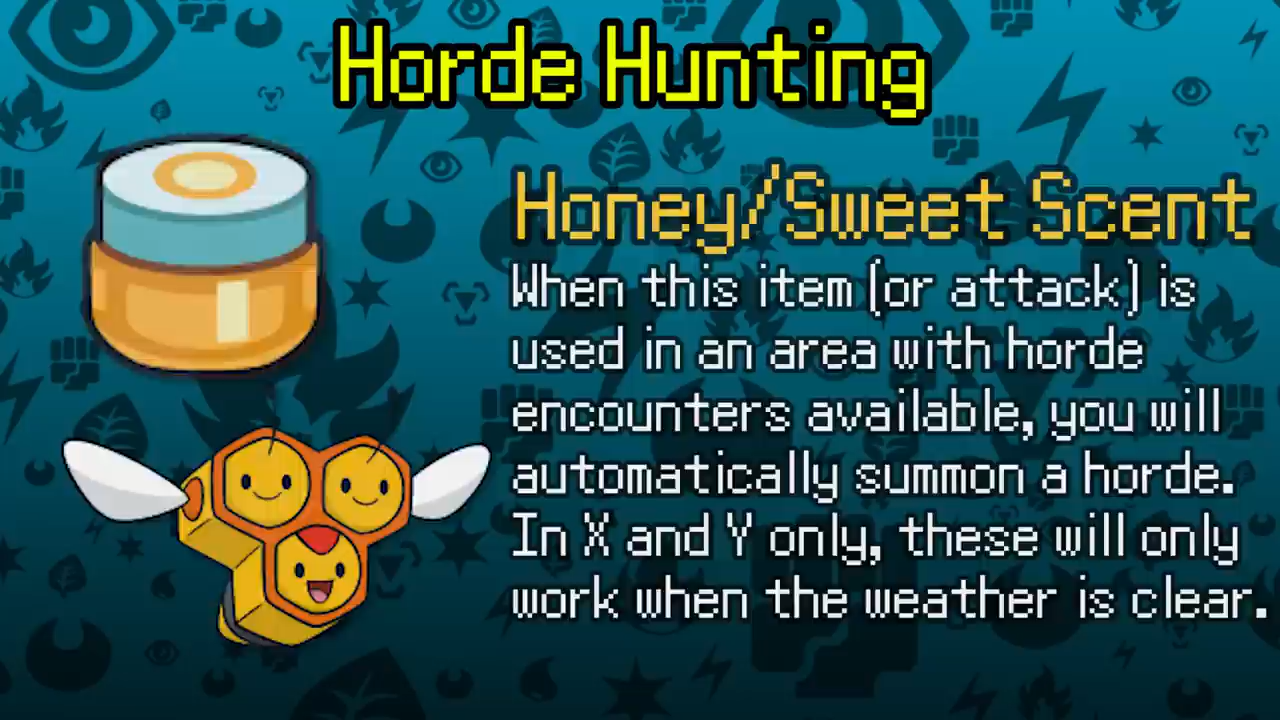 Horde Hunting
Honey/Sweet Scent
When this item (or attack) is
used in an area with horde
encounters available, you will
automatically summon a horde.
In X and Y only, these will only
work when the weather is clear.